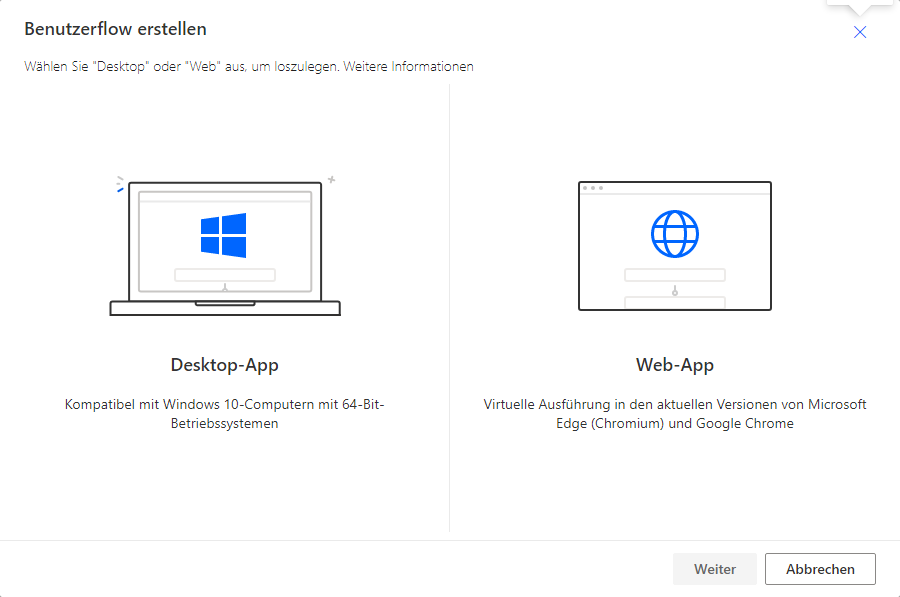 Benutzerflow erstellen
Wählen Sie "Desktop" oder "Web" aus, um loszulegen. Weitere Informationen
Desktop-App
Kompatibel mit Windows 10-Computern mit 64-Bit-
Betriebssystemen
Web-App
Virtuelle Ausführung in den aktuellen Versionen von Microsoft
Edge (Chromium) und Google Chrome
Weiter
Abbrechen